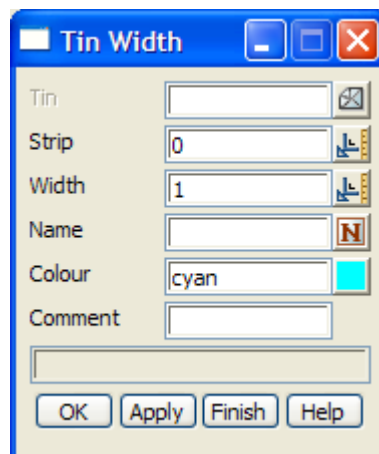 Tin Width
Tin
Strip 0
Width 1
Name N
Colour cyan
Comment
OK Apply Finish Help